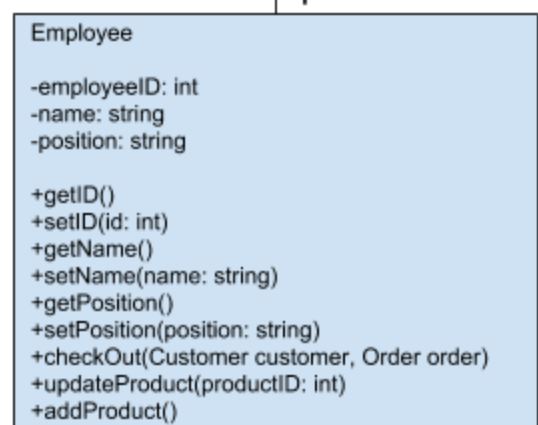 Employee
-employeeID: int
-name: string
-position: string
+getID()
+setID(id: int)
+getName()
+setName(name: string)
+getPosition()
+setPosition(position: string)
+checkOut(Customer customer, Order order)
+updateProduct(productID: int)
+addProduct()